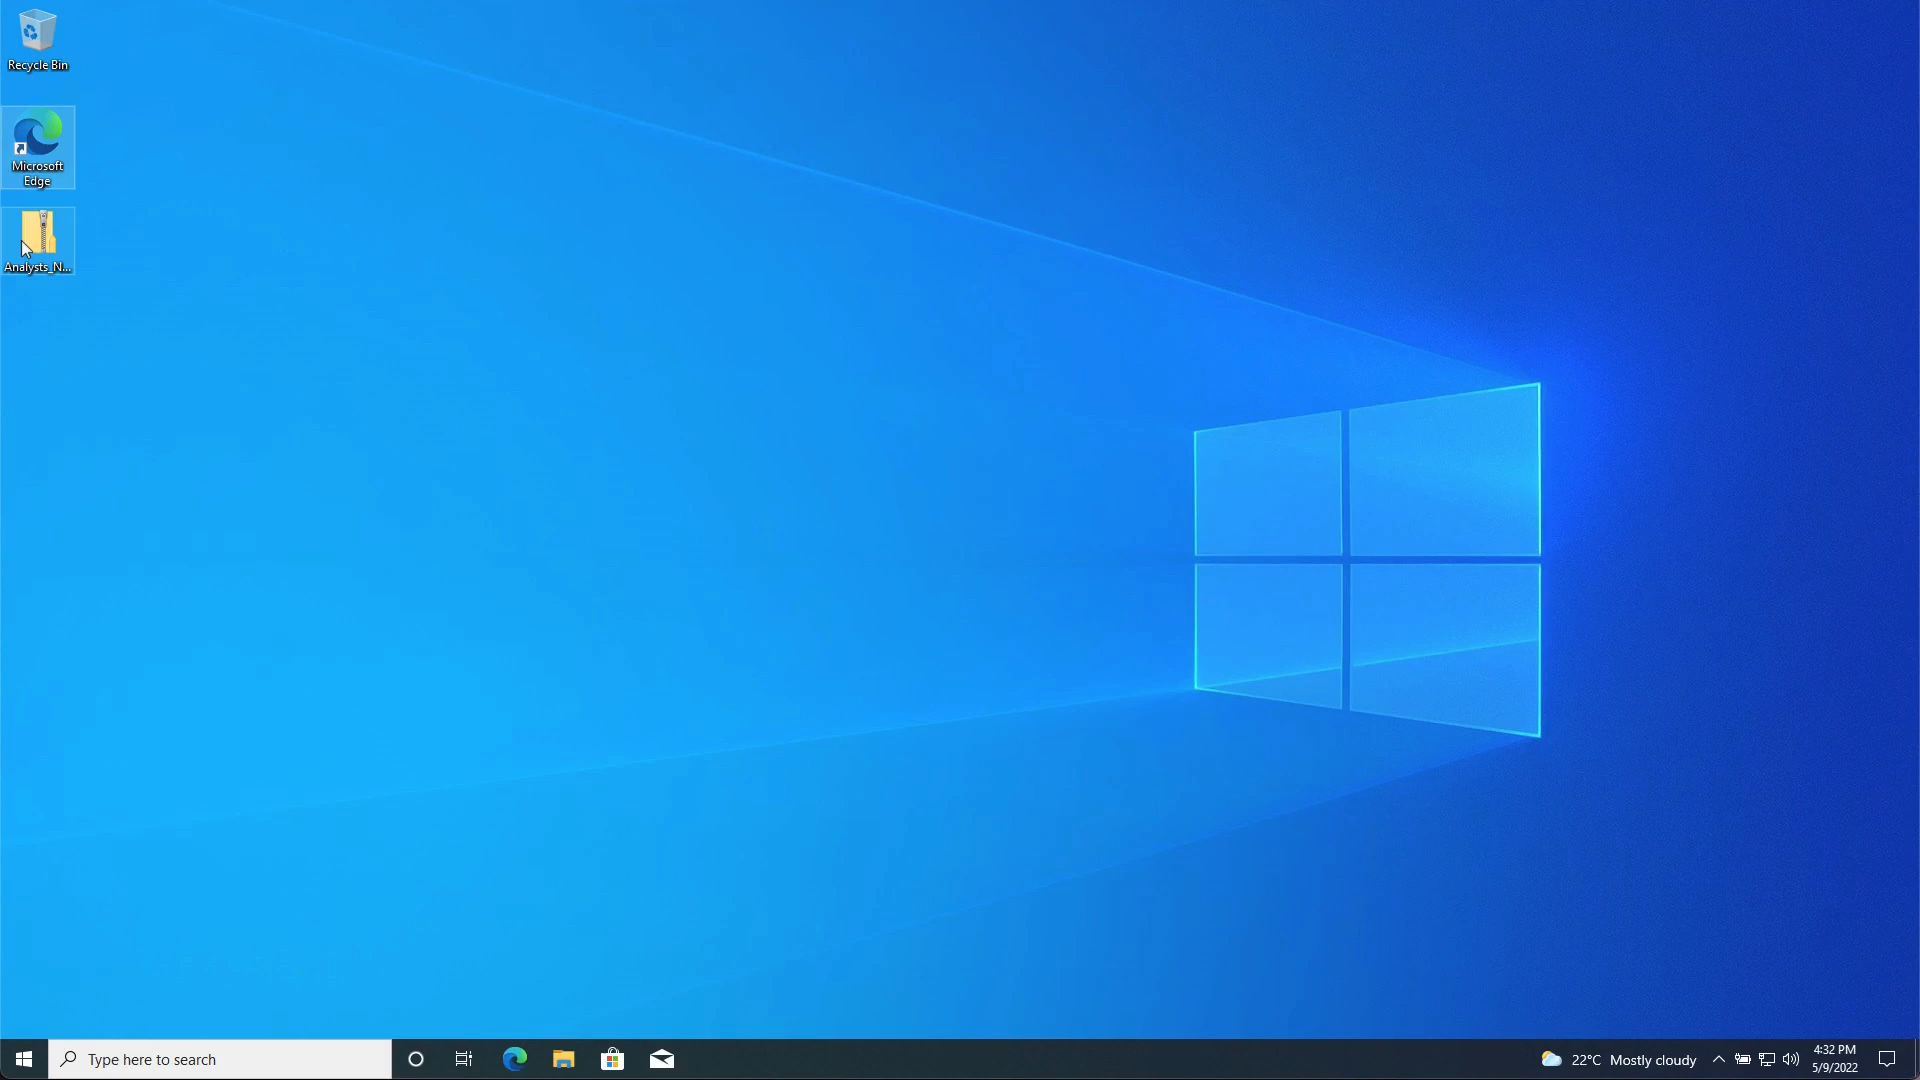 Recycle Bin
Microsoft
Edge
Analysts_N...
Type here to search
22°C Mostly cloudy
4:32 PM
5/9/2022